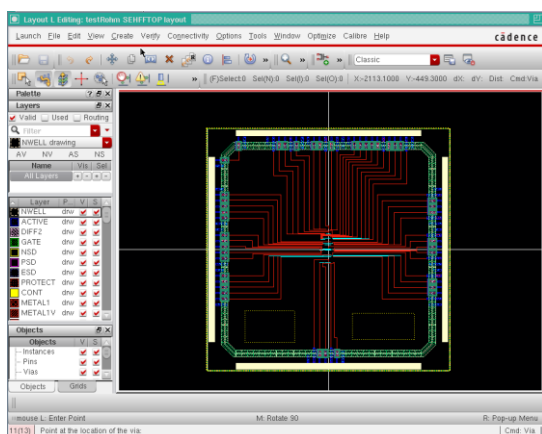 Layout L Editing: testRohm SEHFFTOP layout
Launch File Edit View Create Verify Connectivity Options Tools Window Optimize Calibre Help
cādence
Classic
(F)Select:0 Sel(N):0 Sel(I):0 Sel(O):0 X:-2113.1000 Y:-449.3000 dX: dY: Dist Cmd:Via
Palette
Layers
Valid Used Routing
Filter
NWELL drawing
AV NV AS NS
Name Vis Sel
All Layers
Layer P... V S
NWELL drw
ACTIVE drw
DIFF2 drw
GATE drw
NSD drw
PSD drw
ESD drw
PROTECT drw
CONT drw
METAL1 drw
METAL1V drw
Objects
Objects V S
Instances
Pins
Vias
Objects Grids
mouse L: Enter Point M: Rotate 90 R: Pop-up Menu
11(13) Point at the location of the via: Cmd: Via